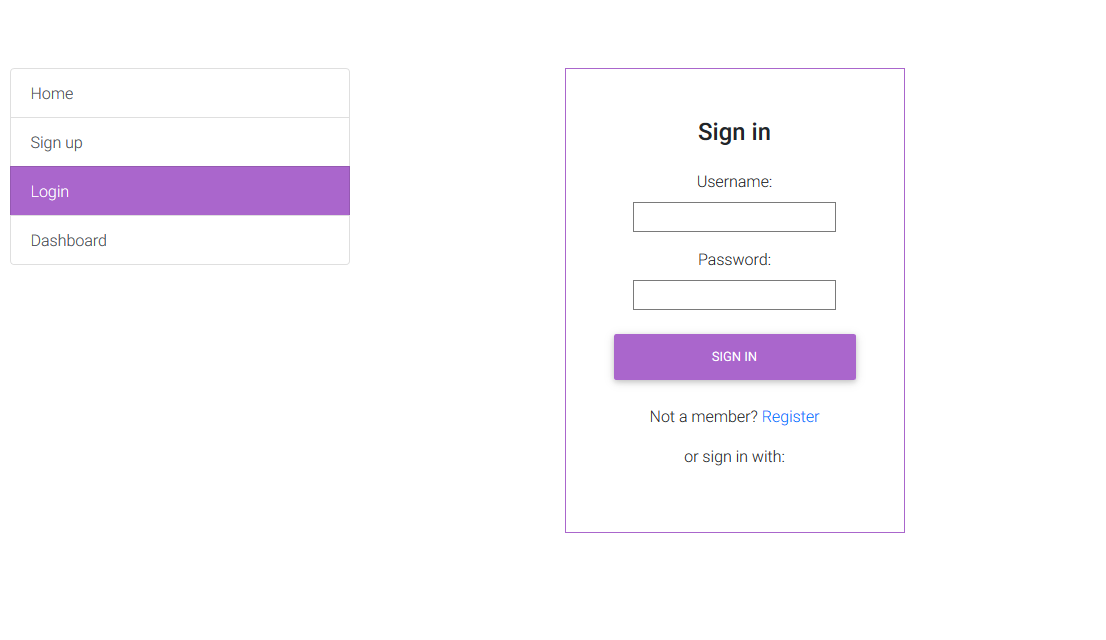 Home
Sign up
Login
Dashboard
Sign in
Username:
Password:
SIGN IN
Not a member? Register
or sign in with: